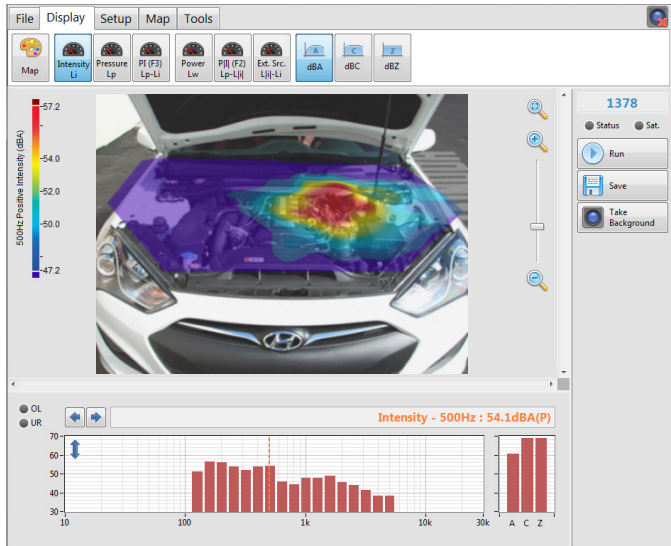 File Display Setup Map Tools
Map
Intensity
Li
Pressure
Lp
PI (F3)
Lp-Li
Power
Lw
P|I| (F2)
Lp-L|i|
Ext. Src.
L|i|-Li
A
dBA
C
dBC
Z
dBZ
500Hz Positive Intensity (dBA)
57.2
54.0
52.0
50.0
47.2
1378
Status Sat.
Run
Save
Take
Background
OL
UR
Intensity - 500Hz : 54.1dBA(P)
70
60
50
40
30
10 100 1k 10k 30k
A C Z